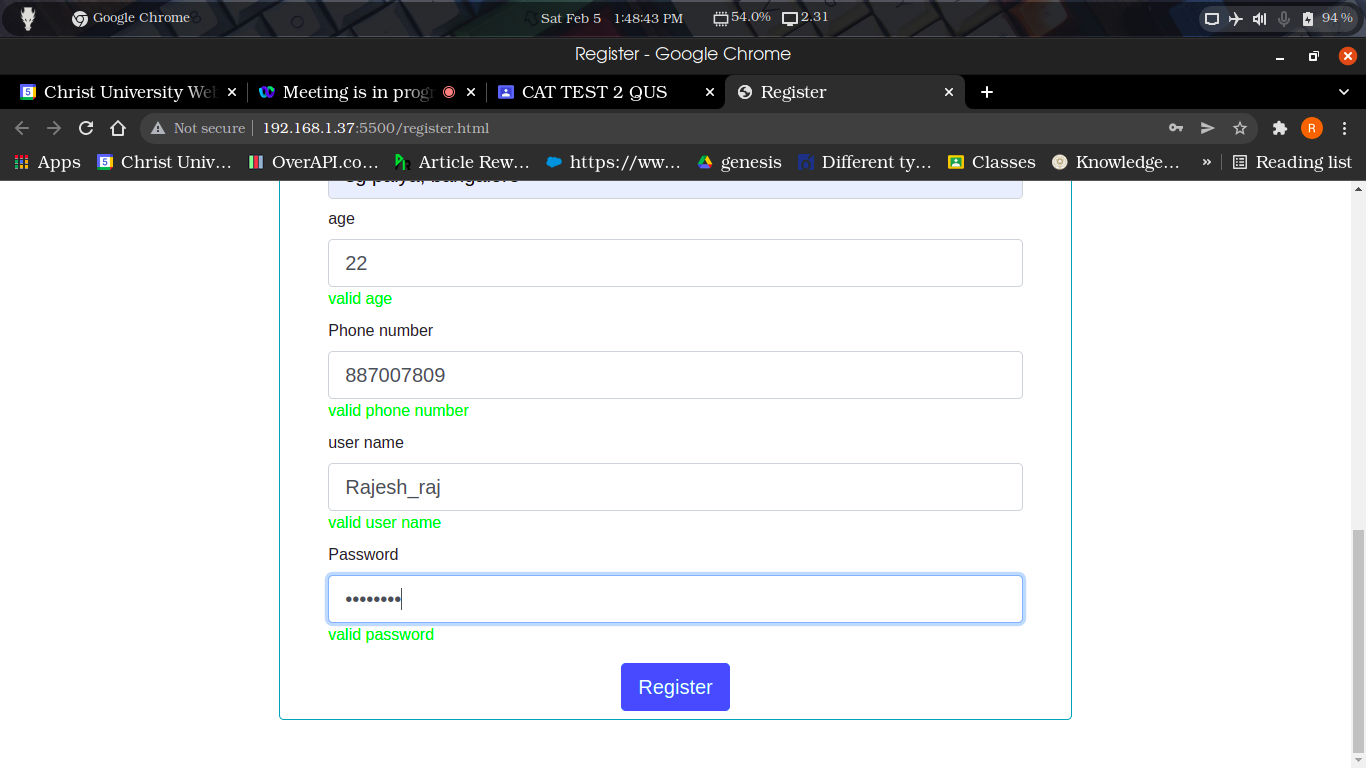 Google Chrome Sat Feb 5 1:48:43 PM 54.0% 2.31 94 %
Register - Google Chrome
Christ University Web Meeting is in progr CAT TEST 2 QUS Register
Not secure 192.168.1.37:5500/register.html R
Apps Christ Univ... OverAPI.co... Article Rew... https://ww... genesis Different ty... Classes Knowledge... » Reading list
age
22
valid age
Phone number
887007809
valid phone number
user name
Rajesh_raj
valid user name
Password
••••••••
valid password
Register